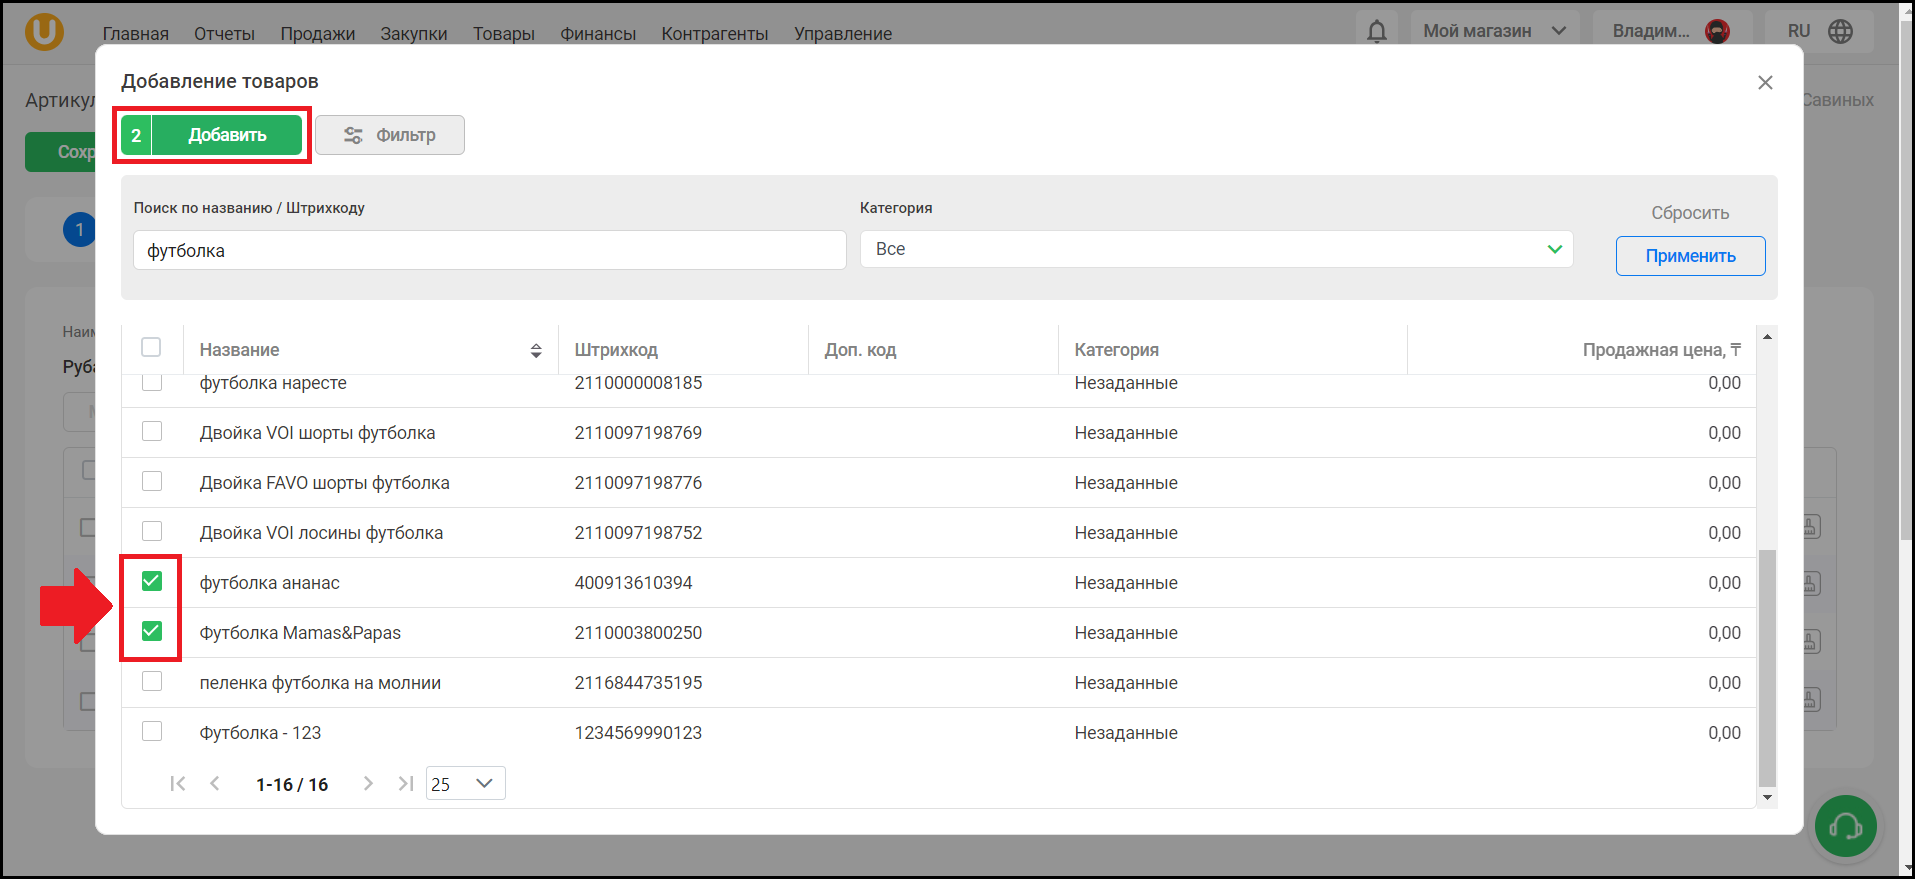 U
Главная Отчеты Продажи Закупки Товары Финансы Контрагенты Управление Мой магазин Владим... RU
Добавление товаров
2 Добавить Фильтр
1
Поиск по названию / Штрихкоду Категория Сбросить
футболка Все Применить
Название Штрихкод Доп. код Категория Продажная цена, ₸
футболка наресте 2110000008185 Незаданные 0,00
Двойка VOI шорты футболка 2110097198769 Незаданные 0,00
Двойка FAVO шорты футболка 2110097198776 Незаданные 0,00
Двойка VOI лосины футболка 2110097198752 Незаданные 0,00
футболка ананас 400913610394 Незаданные 0,00
Футболка Mamas&Papas 2110003800250 Незаданные 0,00
пеленка футболка на молнии 2116844735195 Незаданные 0,00
Футболка - 123 1234569990123 Незаданные 0,00
1-16 / 16 25
Савиных